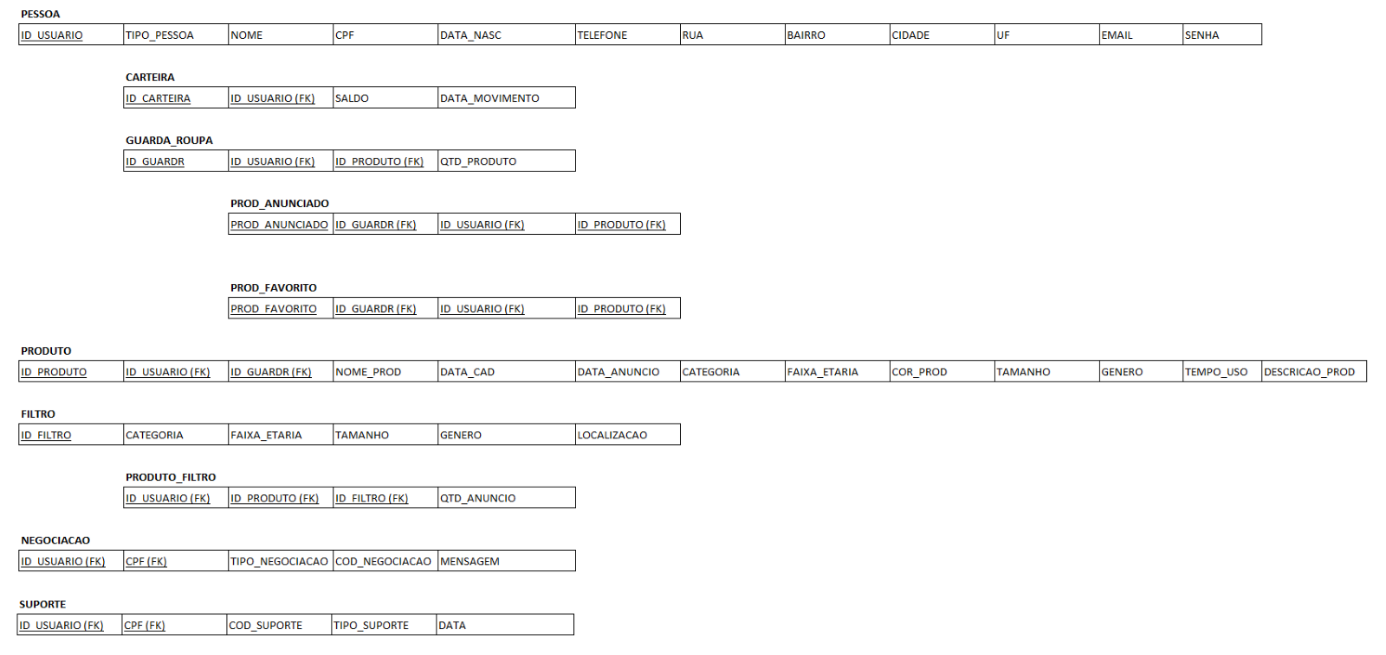 PESSOA
ID_USUARIO TIPO_PESSOA NOME CPF DATA_NASC TELEFONE RUA BAIRRO CIDADE UF EMAIL SENHA
CARTEIRA
ID_CARTEIRA ID_USUARIO (FK) SALDO DATA_MOVIMENTO
GUARDA_ROUPA
ID_GUARDR ID_USUARIO (FK) ID_PRODUTO (FK) QTD_PRODUTO
PROD_ANUNCIADO
PROD_ANUNCIADO ID_GUARDR (FK) ID_USUARIO (FK) ID_PRODUTO (FK)
PROD_FAVORITO
PROD_FAVORITO ID_GUARDR (FK) ID_USUARIO (FK) ID_PRODUTO (FK)
PRODUTO
ID_PRODUTO ID_USUARIO (FK) ID_GUARDR (FK) NOME_PROD DATA_CAD DATA_ANUNCIO CATEGORIA FAIXA_ETARIA COR_PROD TAMANHO GENERO TEMPO_USO DESCRICAO_PROD
FILTRO
ID_FILTRO CATEGORIA FAIXA_ETARIA TAMANHO GENERO LOCALIZACAO
PRODUTO_FILTRO
ID_USUARIO (FK) ID_PRODUTO (FK) ID_FILTRO (FK) QTD_ANUNCIO
NEGOCIACAO
ID_USUARIO (FK) CPF (FK) TIPO_NEGOCIACAO COD_NEGOCIACAO MENSAGEM
SUPORTE
ID_USUARIO (FK) CPF (FK) COD_SUPORTE TIPO_SUPORTE DATA